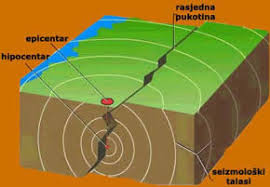 rasjedna
pukotina
epicentar
hipocentar
seizmološki
talasi